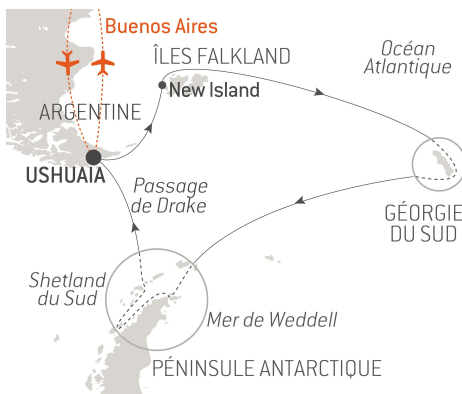 Buenos Aires
ÎLES FALKLAND
Océan
Atlantique
New Island
ARGENTINE
USHUAIA
Passage
de Drake
GÉORGIE
DU SUD
Shetland
du Sud
Mer de Weddell
PÉNINSULE ANTARCTIQUE